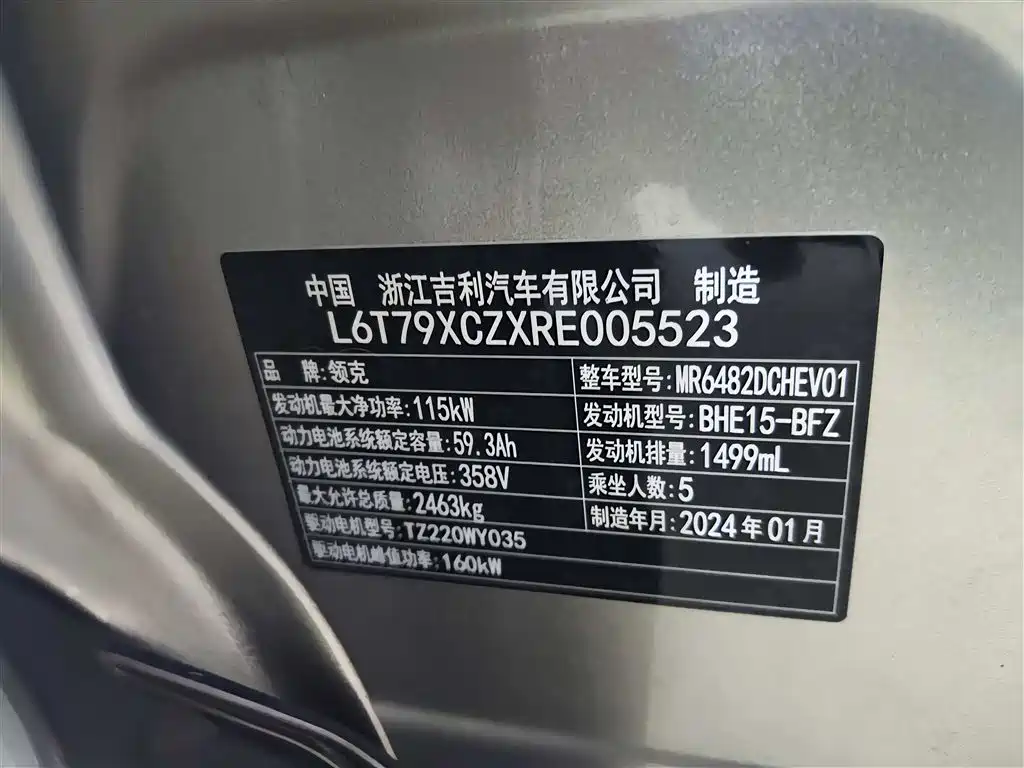 中国 浙江吉利汽车有限公司 制造
L6T79XCZXRE005523
品 牌:领克 整车型号:MR6482DCHEV01
发动机最大净功率:115kW 发动机型号:BHE15-BFZ
动力电池系统额定容量:59.3Ah 发动机排量:1499mL
动力电池系统额定电压:358V 乘坐人数:5
最大允许总质量:2463kg 制造年月:2024年01月
驱动电机型号:TZ220WY035
驱动电机峰值功率:160kW